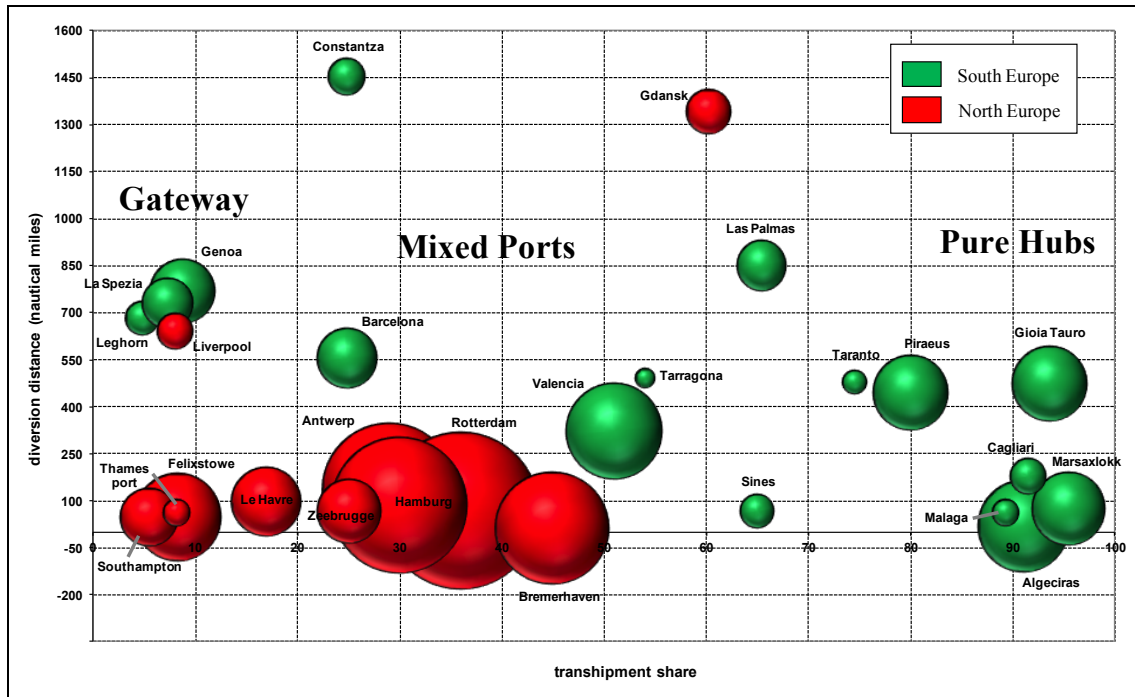 1600
1450
1300
1150
1000
850
700
550
400
250
100
-50
-200
diversion distance (nautical miles)
Constantza
Gdansk
South Europe
North Europe
Gateway
Mixed Ports
Pure Hubs
Genoa
La Spezia
Leghorn
Liverpool
Las Palmas
Barcelona
Gioia Tauro
Piraeus
Taranto
Tarragona
Valencia
Antwerp
Rotterdam
Cagliari
Marsaxlokk
Thames
port
Felixstowe
Le Havre
Zeebrugge
Hamburg
Sines
Malaga
Southampton
Bremerhaven
Algeciras
0
10
20
30
40
50
60
70
80
90
100
transhipment share